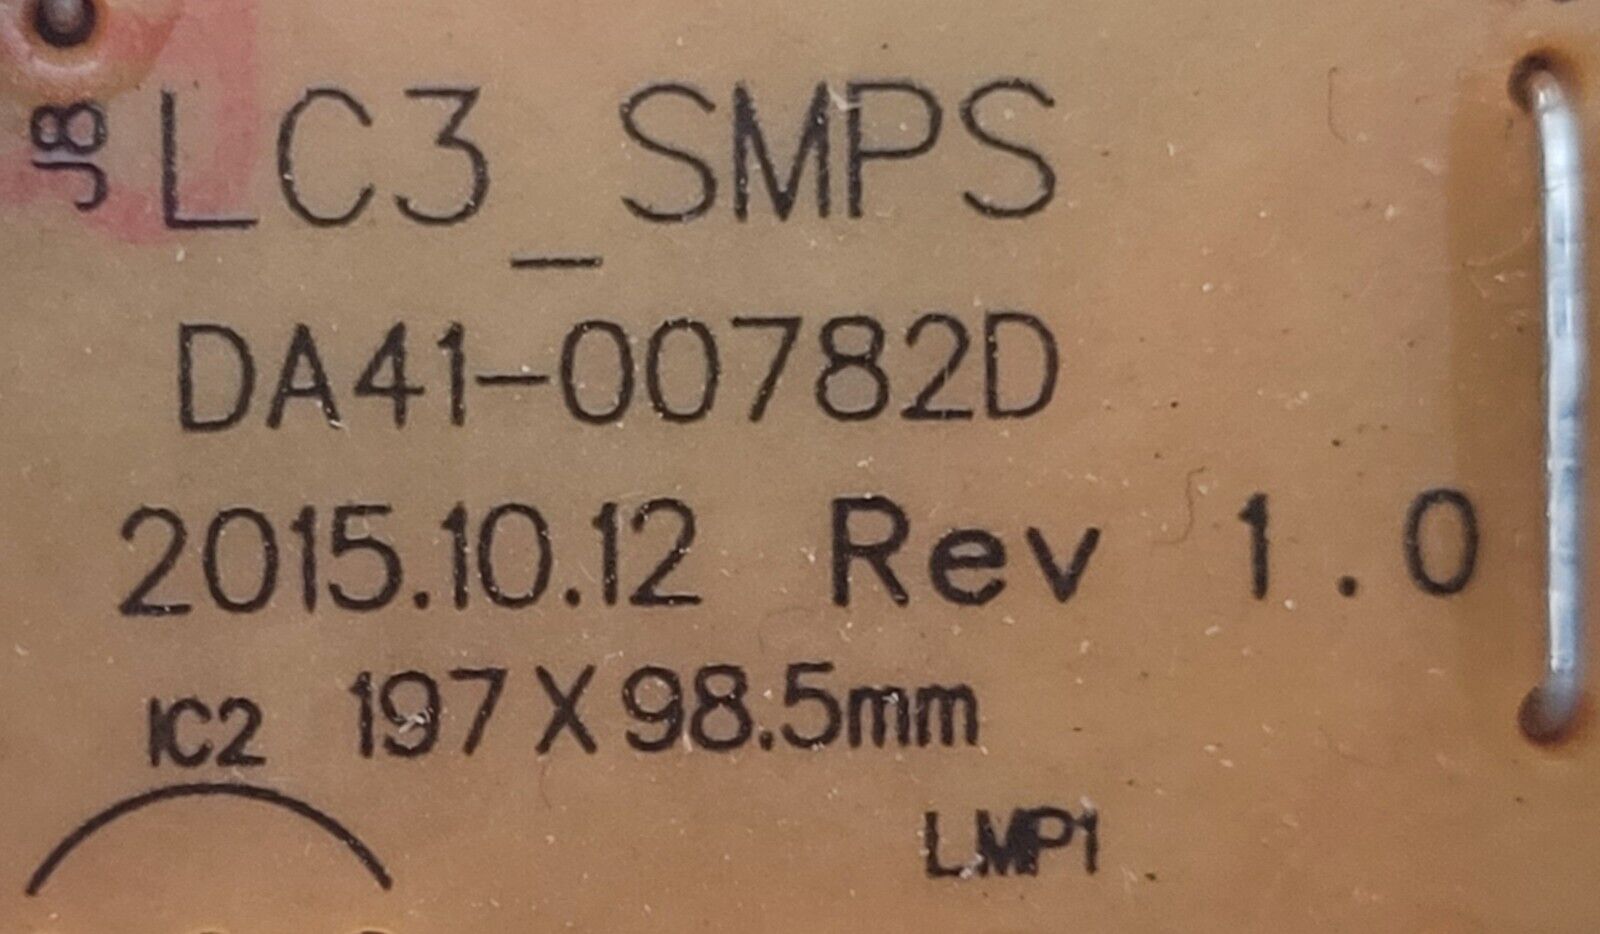 J8
LC3_SMPS
DA41-00782D
2015.10.12 Rev 1.0
IC2 197 X 98.5mm
LMP1